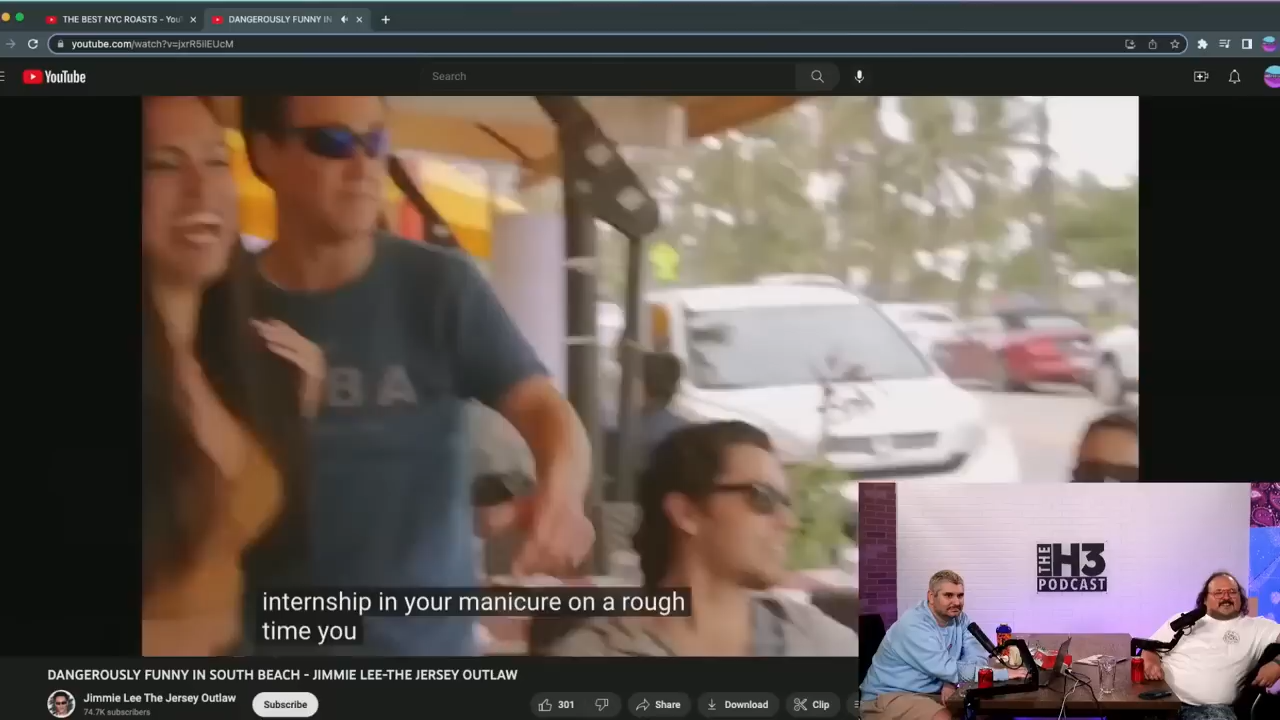 THE BEST NYC ROASTS - You
DANGEROUSLY FUNNY IN
youtube.com/watch?v=jxrR5IlEUcM
YouTube
Search
BA
internship in your manicure on a rough
time you
THE H3
PODCAST
DANGEROUSLY FUNNY IN SOUTH BEACH - JIMMIE LEE-THE JERSEY OUTLAW
Jimmie Lee The Jersey Outlaw
74.7K subscribers
Subscribe
301
Share
Download
Clip